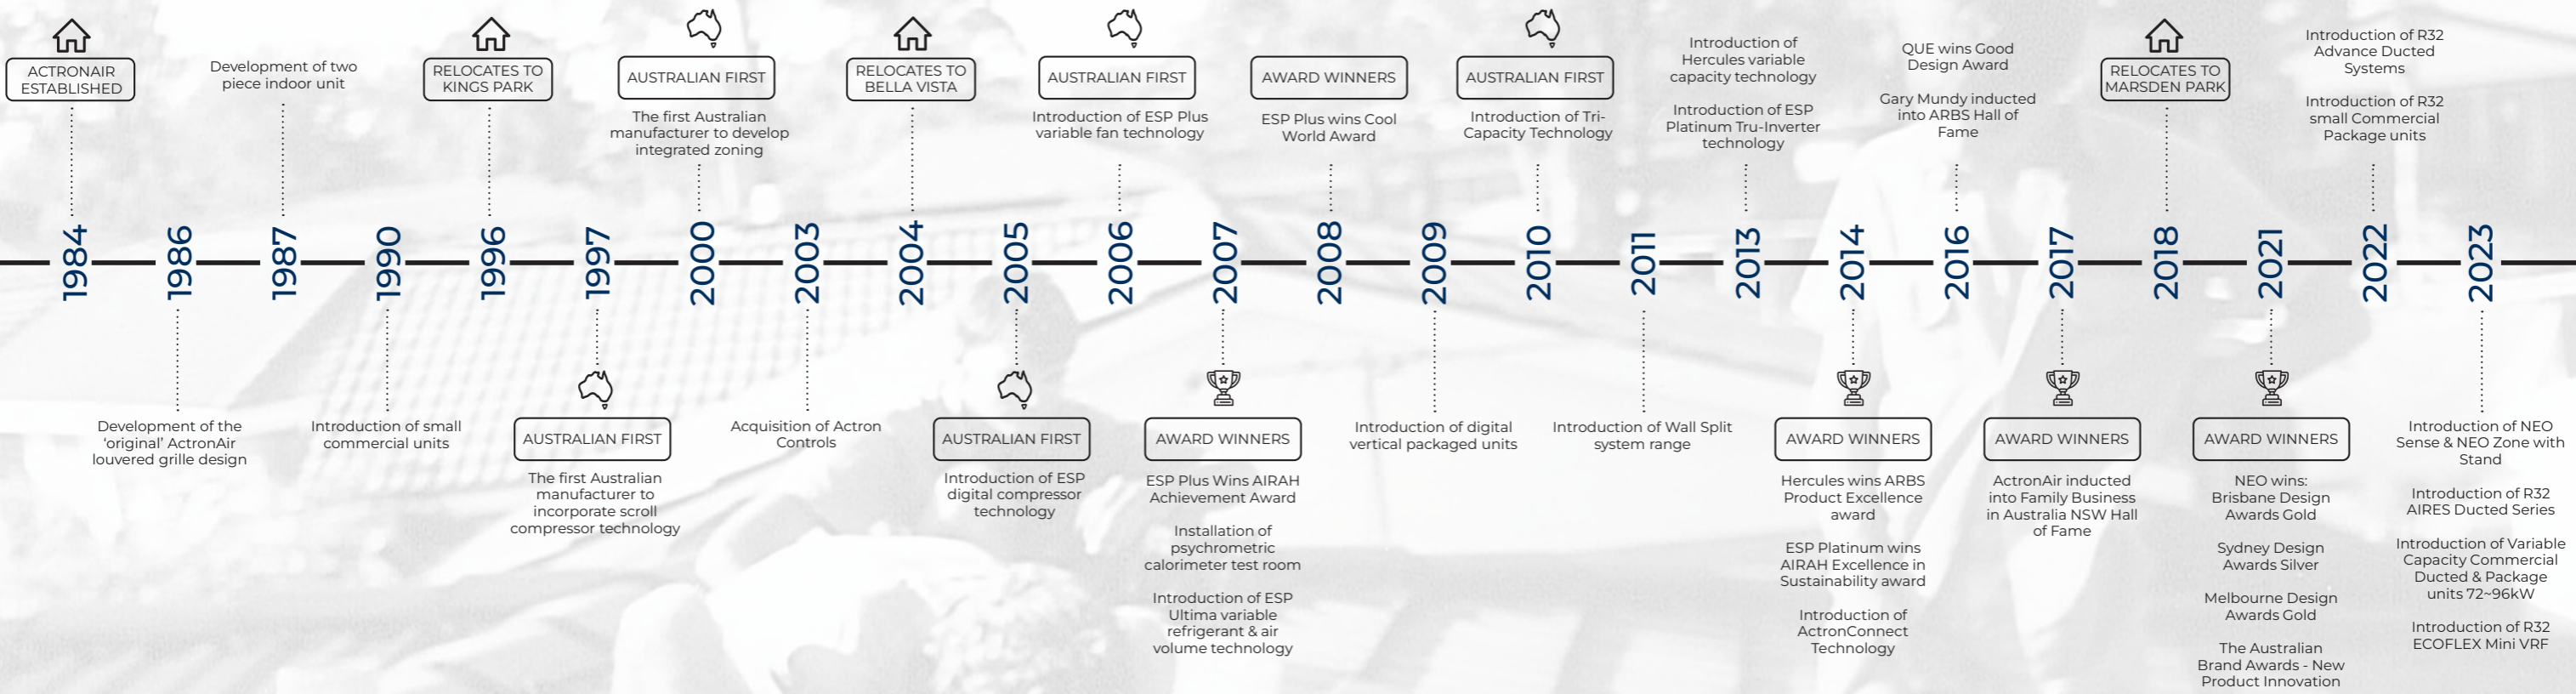 ACTRONAIR
ESTABLISHED
1984
1986
Development of the
‘original’ ActronAir
louvered grille design
Development of two
piece indoor unit
1987
1990
Introduction of small
commercial units
RELOCATES TO
KINGS PARK
1996
1997
AUSTRALIAN FIRST
The first Australian
manufacturer to
incorporate scroll
compressor technology
AUSTRALIAN FIRST
The first Australian
manufacturer to develop
integrated zoning
2000
2003
Acquisition of Actron
Controls
RELOCATES TO
BELLA VISTA
2004
2005
AUSTRALIAN FIRST
Introduction of ESP
digital compressor
technology
AUSTRALIAN FIRST
Introduction of ESP Plus
variable fan technology
2006
2007
AWARD WINNERS
ESP Plus Wins AIRAH
Achievement Award
Installation of
psychrometric
calorimeter test room
Introduction of ESP
Ultima variable
refrigerant & air
volume technology
AWARD WINNERS
ESP Plus wins Cool
World Award
2008
2009
Introduction of digital
vertical packaged units
AUSTRALIAN FIRST
Introduction of Tri-
Capacity Technology
2010
2011
Introduction of Wall Split
system range
Introduction of
Hercules variable
capacity technology
Introduction of ESP
Platinum Tru-Inverter
technology
2013
2014
AWARD WINNERS
Hercules wins ARBS
Product Excellence
award
ESP Platinum wins
AIRAH Excellence in
Sustainability award
Introduction of
ActronConnect
Technology
QUE wins Good
Design Award
Gary Mundy inducted
into ARBS Hall of
Fame
2016
2017
AWARD WINNERS
ActronAir inducted
into Family Business
in Australia NSW Hall
of Fame
RELOCATES TO
MARSDEN PARK
2018
2021
AWARD WINNERS
NEO wins:
Brisbane Design
Awards Gold
Sydney Design
Awards Silver
Melbourne Design
Awards Gold
The Australian
Brand Awards - New
Product Innovation
Introduction of R32
Advance Ducted
Systems
Introduction of R32
small Commercial
Package units
2022
2023
Introduction of NEO
Sense & NEO Zone with
Stand
Introduction of R32
AIRES Ducted Series
Introduction of Variable
Capacity Commercial
Ducted & Package
units 72~96kW
Introduction of R32
ECOFLEX Mini VRF